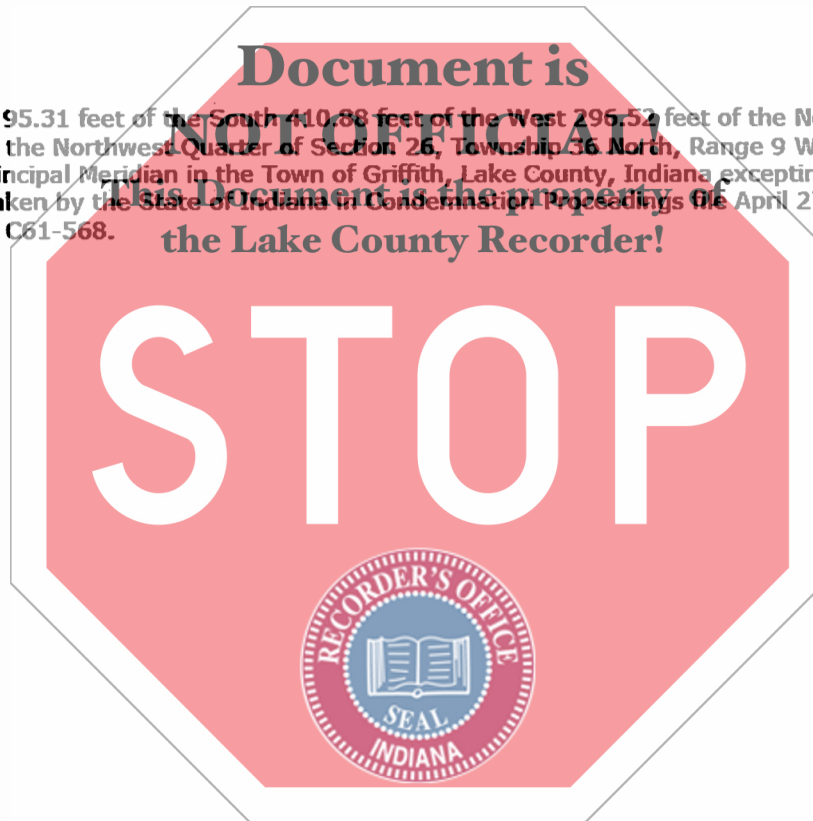 Document is
95.31 feet of the South 410.88 feet of the West 296.52 feet of the N
NOT OFFICIAL!
the Northwest Quarter of Section 26, Township 36 North, Range 9 W
incipal Meridian in the Town of Griffith, Lake County, Indiana exceptin
This Document is the property of
ken by the State of Indiana in Condemnation Proceedings file April 2
C61-568.
the Lake County Recorder!
STOP
RECORDER'S OFFICE
SEAL
INDIANA